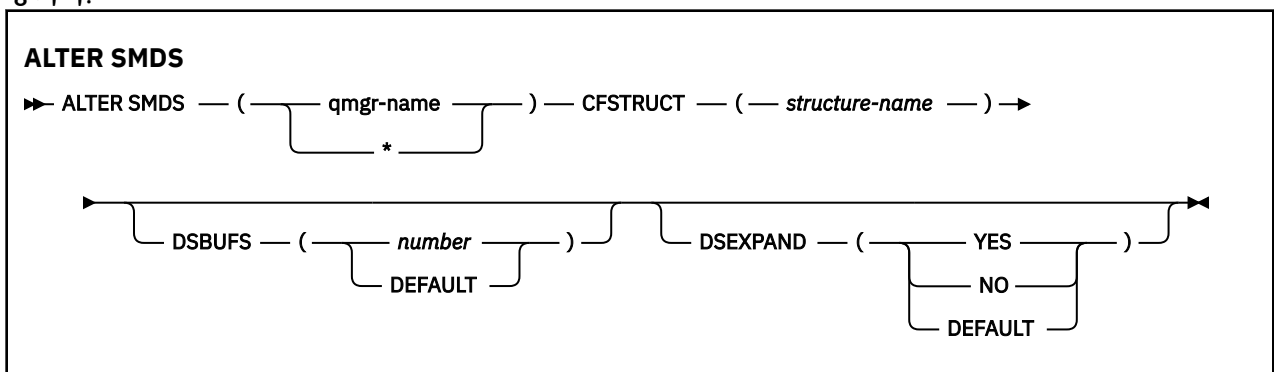 ALTER SMDS
ALTER SMDS ( qmgr-name ) CFSTRUCT ( structure-name )
*
DSBUFS ( number ) DSEXPAND ( YES )
DEFAULT NO
DEFAULT